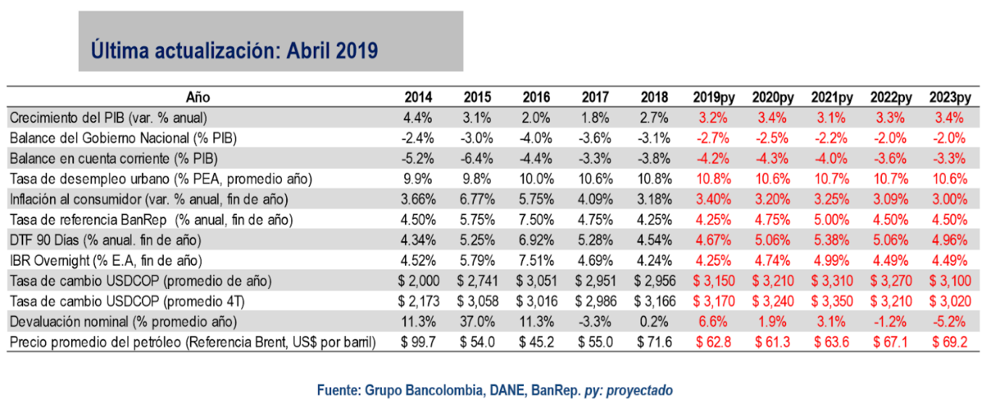 Última actualización: Abril 2019
Año 2014 2015 2016 2017 2018 2019py 2020py 2021py 2022py 2023py
Crecimiento del PIB (var. % anual) 4.4% 3.1% 2.0% 1.8% 2.7% 3.2% 3.4% 3.1% 3.3% 3.4%
Balance del Gobierno Nacional (% PIB) -2.4% -3.0% -4.0% -3.6% -3.1% -2.7% -2.5% -2.2% -2.0% -2.0%
Balance en cuenta corriente (% PIB) -5.2% -6.4% -4.4% -3.3% -3.8% -4.2% -4.3% -4.0% -3.6% -3.3%
Tasa de desempleo urbano (% PEA, promedio año) 9.9% 9.8% 10.0% 10.6% 10.8% 10.8% 10.6% 10.7% 10.7% 10.6%
Inflación al consumidor (var. % anual, fin de año) 3.66% 6.77% 5.75% 4.09% 3.18% 3.40% 3.20% 3.25% 3.09% 3.00%
Tasa de referencia BanRep (% anual, fin de año) 4.50% 5.75% 7.50% 4.75% 4.25% 4.25% 4.75% 5.00% 4.50% 4.50%
DTF 90 Días (% anual. fin de año) 4.34% 5.25% 6.92% 5.28% 4.54% 4.67% 5.06% 5.38% 5.06% 4.96%
IBR Overnight (% E.A, fin de año) 4.52% 5.79% 7.51% 4.69% 4.24% 4.25% 4.74% 4.99% 4.49% 4.49%
Tasa de cambio USDCOP (promedio de año) $ 2,000 $ 2,741 $ 3,051 $ 2,951 $ 2,956 $ 3,150 $ 3,210 $ 3,310 $ 3,270 $ 3,100
Tasa de cambio USDCOP (promedio 4T) $ 2,173 $ 3,058 $ 3,016 $ 2,986 $ 3,166 $ 3,170 $ 3,240 $ 3,350 $ 3,210 $ 3,020
Devaluación nominal (% promedio año) 11.3% 37.0% 11.3% -3.3% 0.2% 6.6% 1.9% 3.1% -1.2% -5.2%
Precio promedio del petróleo (Referencia Brent, US$ por barril) $ 99.7 $ 54.0 $ 45.2 $ 55.0 $ 71.6 $ 62.8 $ 61.3 $ 63.6 $ 67.1 $ 69.2
Fuente: Grupo Bancolombia, DANE, BanRep. py: proyectado